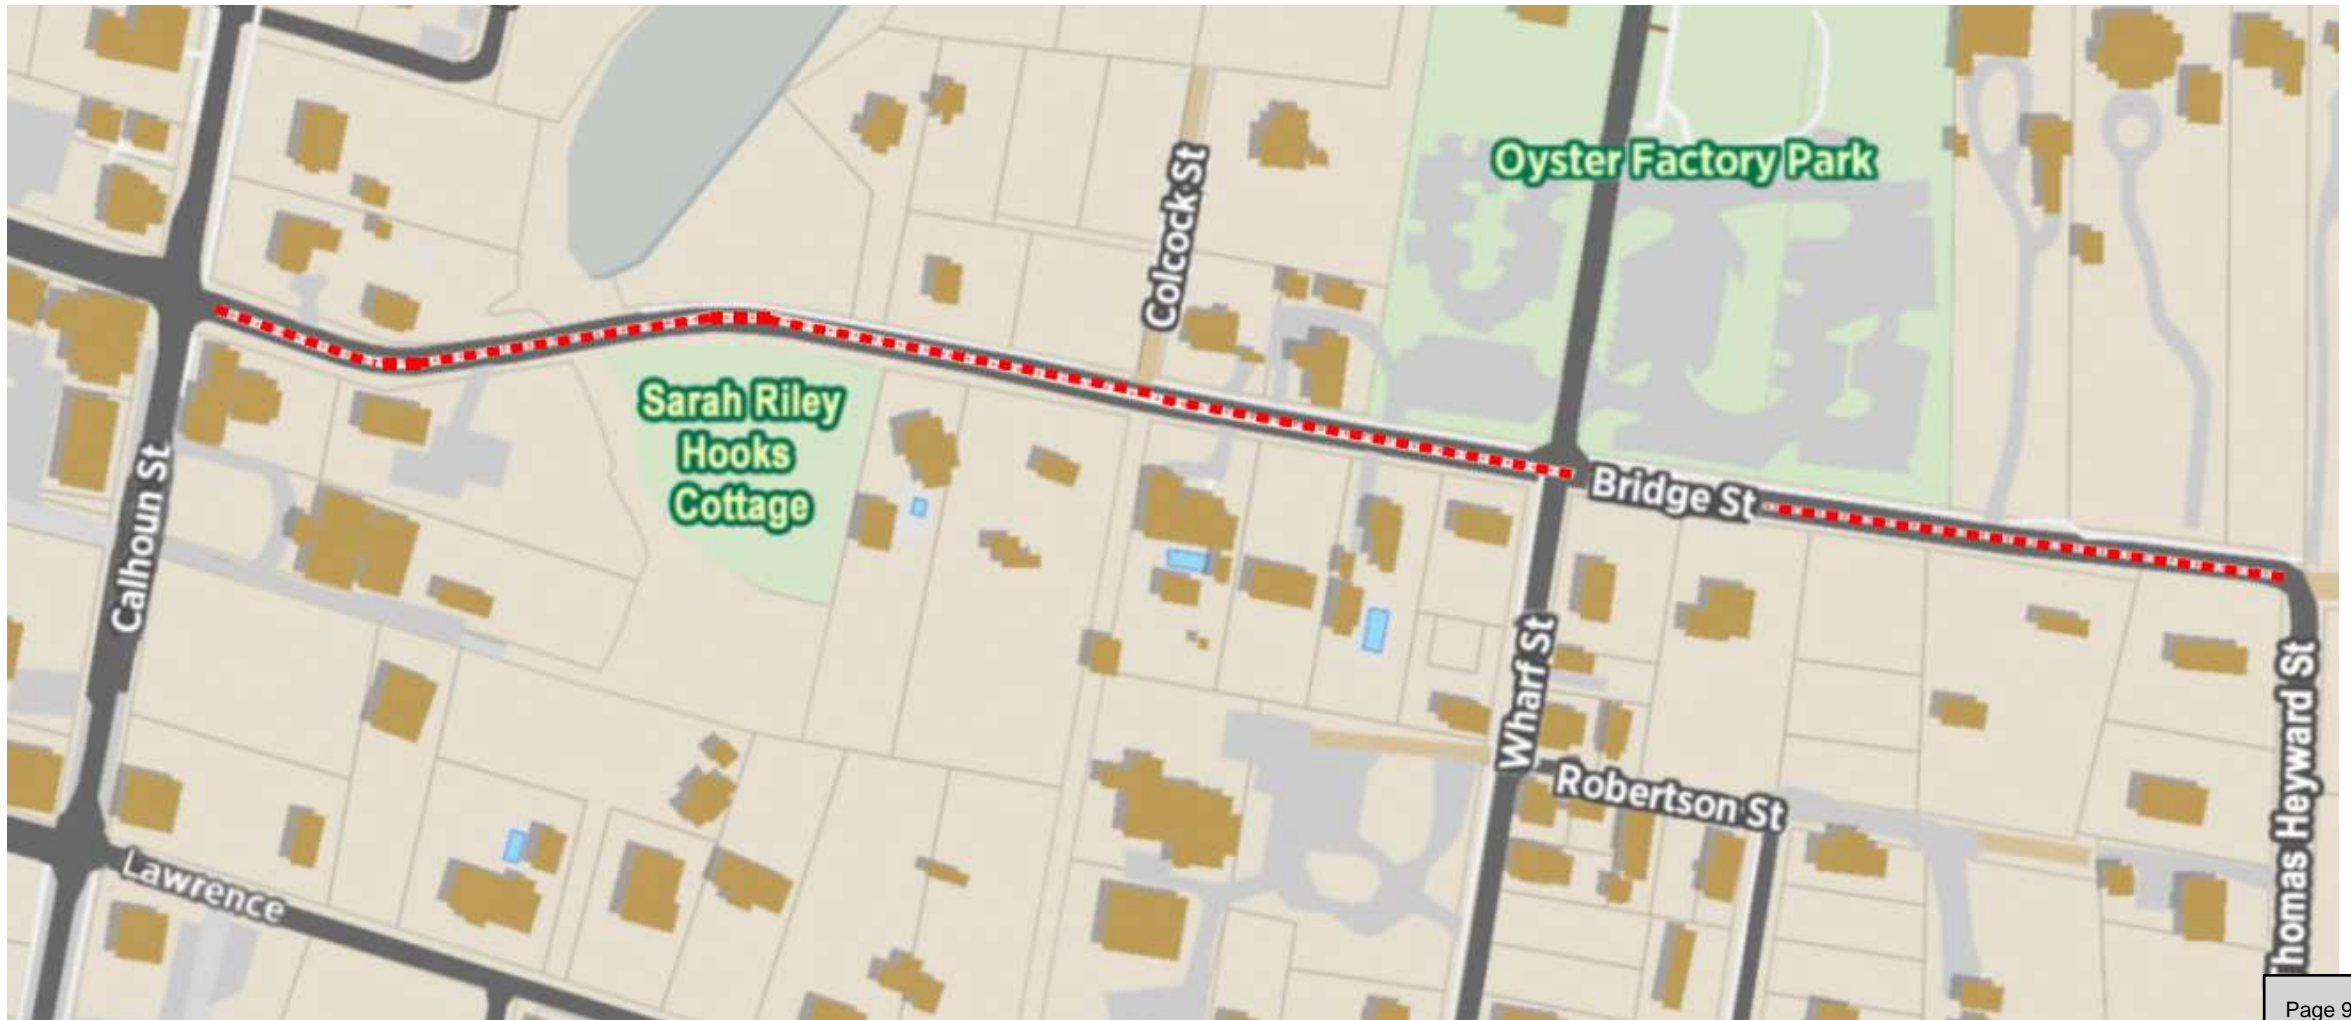 Oyster Factory Park
Colcock St
Sarah Riley
Hooks
Cottage
Bridge St
Calhoun St
Wharf St
Thomas Heyward St
Robertson St
Lawrence
Page 9